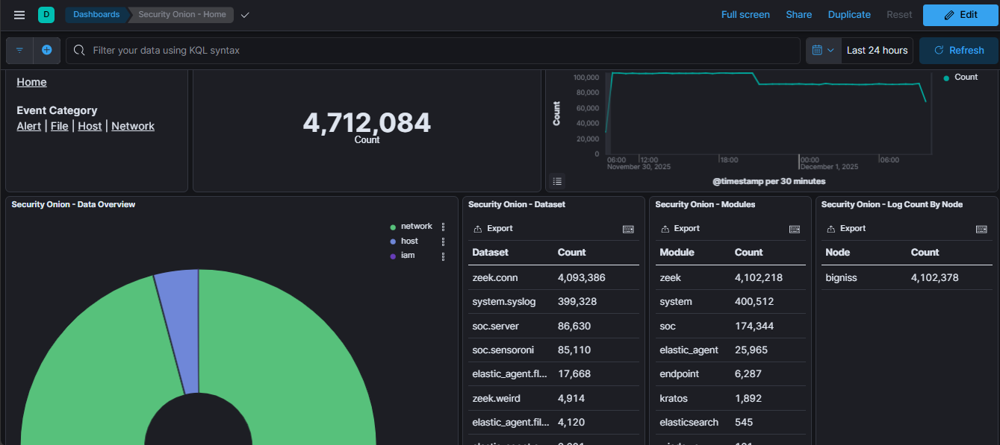 D Dashboards Security Onion - Home Full screen Share Duplicate Reset Edit
Filter your data using KQL syntax Last 24 hours Refresh
Home
Event Category
Alert | File | Host | Network
4,712,084
Count
Count
100,000
80,000
60,000
40,000
20,000
0
06:00 12:00 18:00 00:00 06:00
November 30, 2025 December 1, 2025
@timestamp per 30 minutes
Count
Security Onion - Data Overview
network
host
iam
Security Onion - Dataset
Export
Dataset Count
zeek.conn 4,093,386
system.syslog 399,328
soc.server 86,630
soc.sensoroni 85,110
elastic_agent.fl... 17,668
zeek.weird 4,914
elastic_agent.fil... 4,120
Security Onion - Modules
Export
Module Count
zeek 4,102,218
system 400,512
soc 174,344
elastic_agent 25,965
endpoint 6,287
kratos 1,892
elasticsearch 545
Security Onion - Log Count By Node
Export
Node Count
bigniss 4,102,378